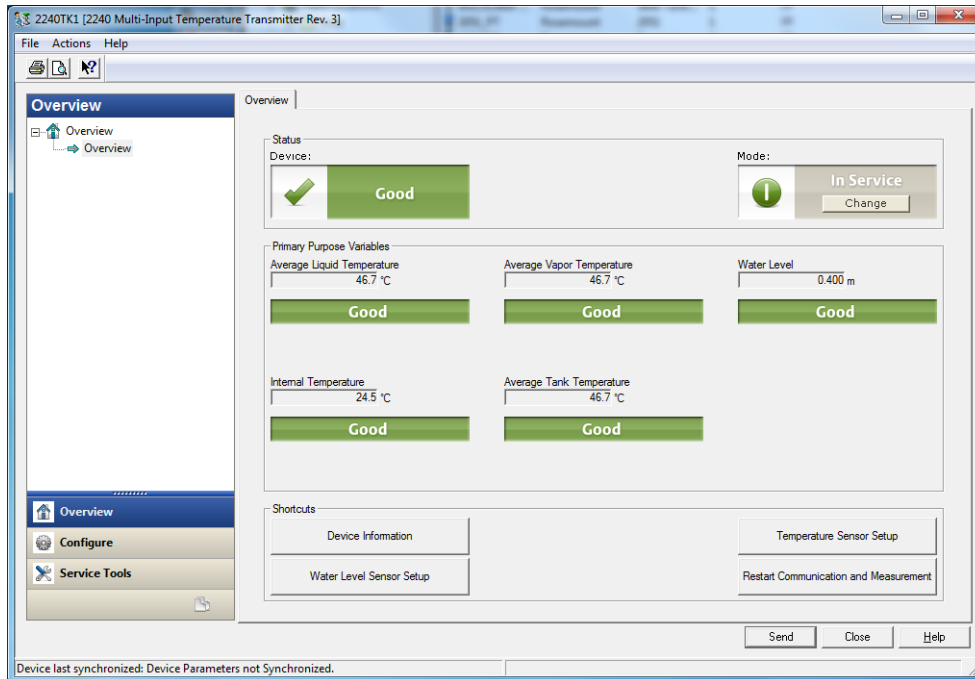 2240TK1 [2240 Multi-Input Temperature Transmitter Rev. 3]
File Actions Help
Overview
Overview
Overview
Overview
Status
Device:
Good
Mode:
In Service
Change
Primary Purpose Variables
Average Liquid Temperature
46.7 °C
Good
Average Vapor Temperature
46.7 °C
Good
Water Level
0.400 m
Good
Internal Temperature
24.5 °C
Good
Average Tank Temperature
46.7 °C
Good
Overview
Configure
Service Tools
Shortcuts
Device Information
Temperature Sensor Setup
Water Level Sensor Setup
Restart Communication and Measurement
Send Close Help
Device last synchronized: Device Parameters not Synchronized.